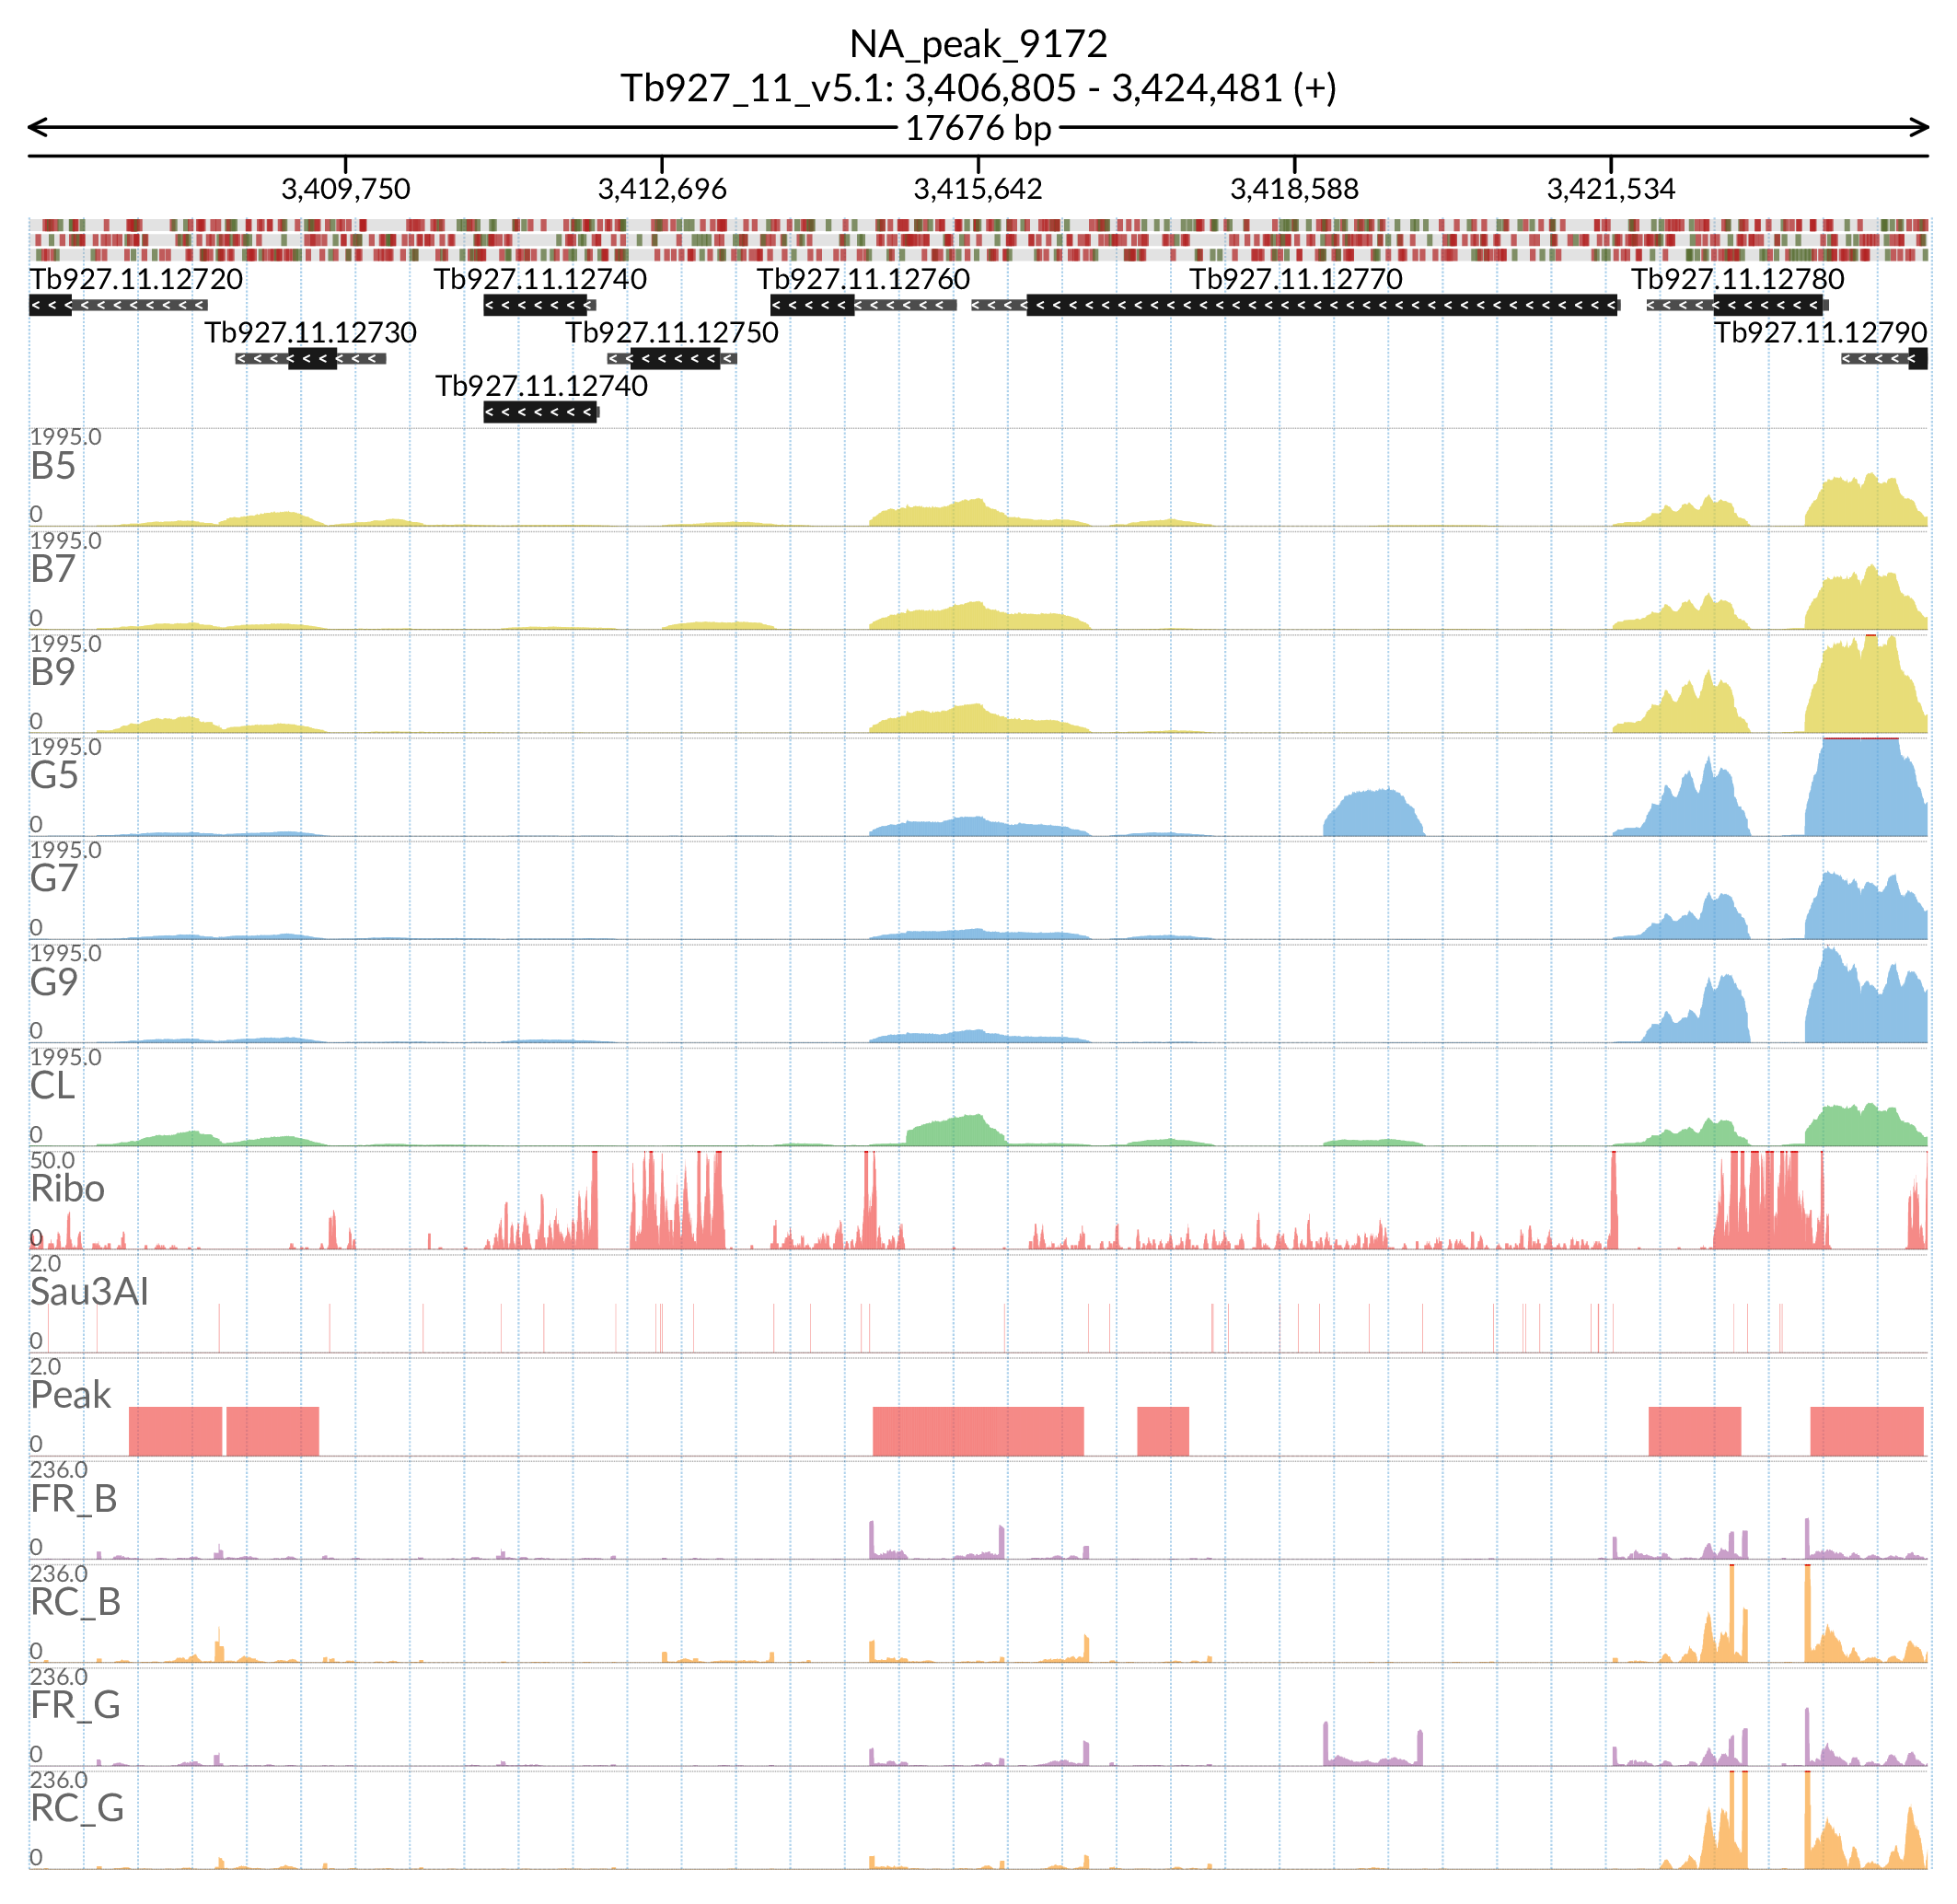 NA_peak_9172
Tb927_11_v5.1: 3,406,805 - 3,424,481 (+)
17676 bp
3,409,750 3,412,696 3,415,642 3,418,588 3,421,534
Tb927.11.12720 Tb927.11.12740 Tb927.11.12760 Tb927.11.12770 Tb927.11.12780
Tb927.11.12730 Tb927.11.12750 Tb927.11.12790
Tb927.11.12740
1995.0
B5
0
1995.0
B7
0
1995.0
B9
0
1995.0
G5
0
1995.0
G7
0
1995.0
G9
0
1995.0
CL
0
50.0
Ribo
0
2.0
Sau3AI
0
2.0
Peak
0
236.0
FR_B
0
236.0
RC_B
0
236.0
FR_G
0
236.0
RC_G
0